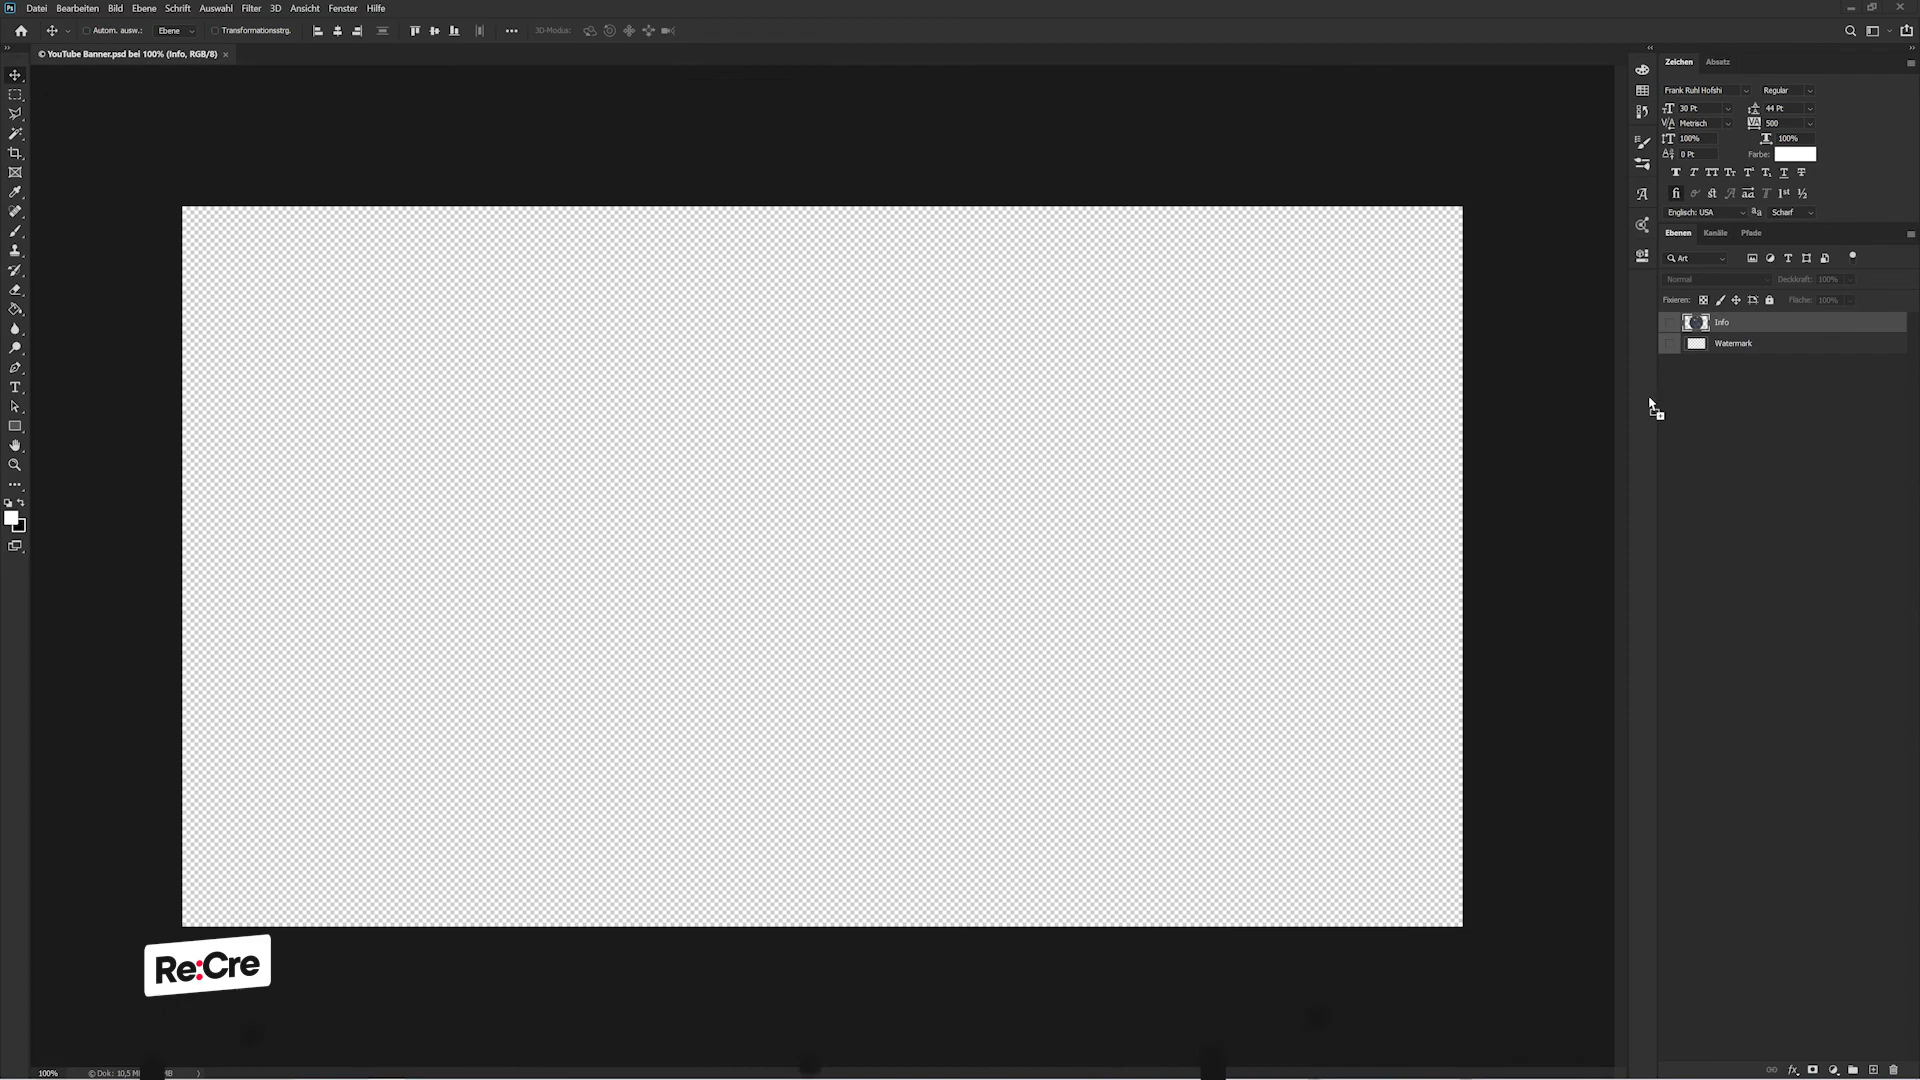 Ps Datei Bearbeiten Bild Ebene Schrift Auswahl Filter 3D Ansicht Fenster Hilfe
Autom. ausw.: Ebene Transformationsstrg. 3D-Modus:
© YouTube Banner.psd bei 100% (Info, RGB/8)
Zeichen Absatz
Frank Ruhl Hofshi Regular
30 Pt 44 Pt
Metrisch 500
100% 100%
0 Pt Farbe:
Englisch: USA Scharf
Ebenen Kanäle Pfade
Art
Normal Deckkraft: 100%
Fixieren: Fläche: 100%
Info
Watermark
Re:Cre
100% © Dok: 10,5 M MB